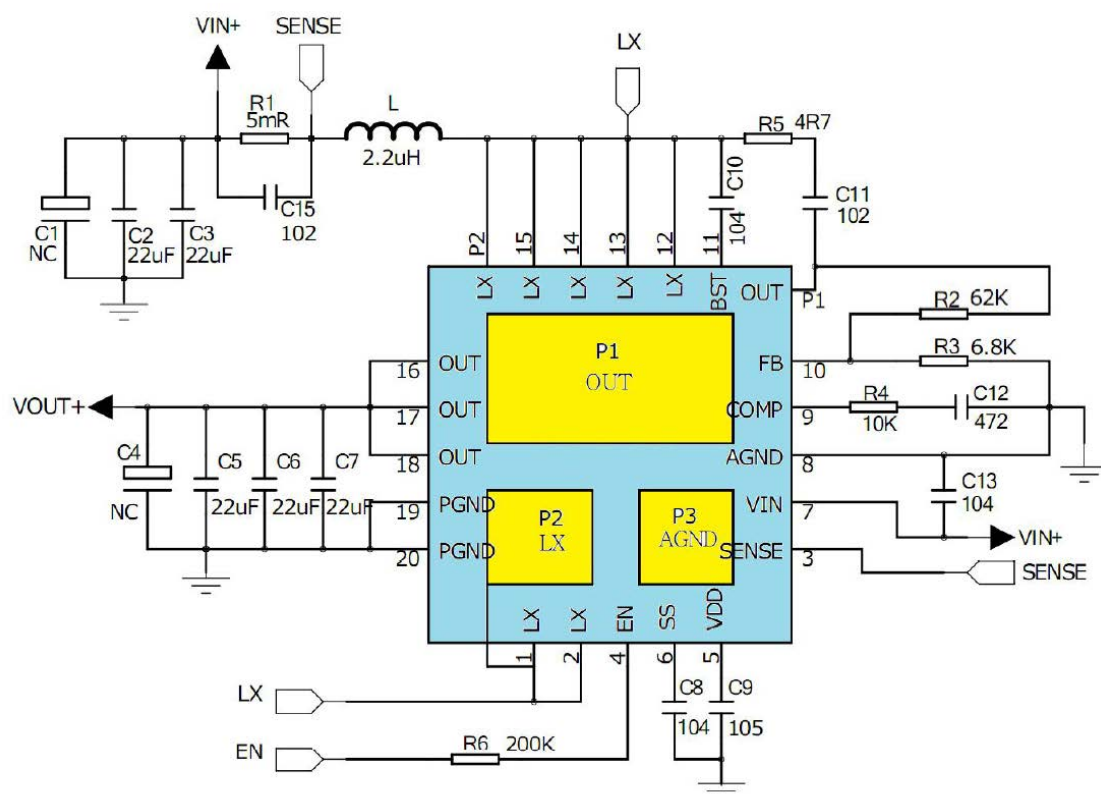 VIN+
SENSE
LX
R1
5mR
L
2.2uH
R5
4R7
C10
104
C11
102
C15
102
C1
NC
C2
22uF
C3
22uF
P2
15
14
13
12
11
LX
LX
LX
LX
LX
BST
OUT
P1
R2
62K
P1
OUT
16
OUT
FB
10
R3
6.8K
VOUT+
17
OUT
COMP
9
R4
10K
C12
472
C4
NC
C5
22uF
C6
22uF
C7
22uF
18
OUT
AGND
8
19
PGND
P2
LX
P3
AGND
VIN
7
C13
104
VIN+
20
PGND
SENSE
3
SENSE
LX
LX
EN
SS
VDD
1
2
4
6
5
LX
C8
104
C9
105
EN
R6
200K